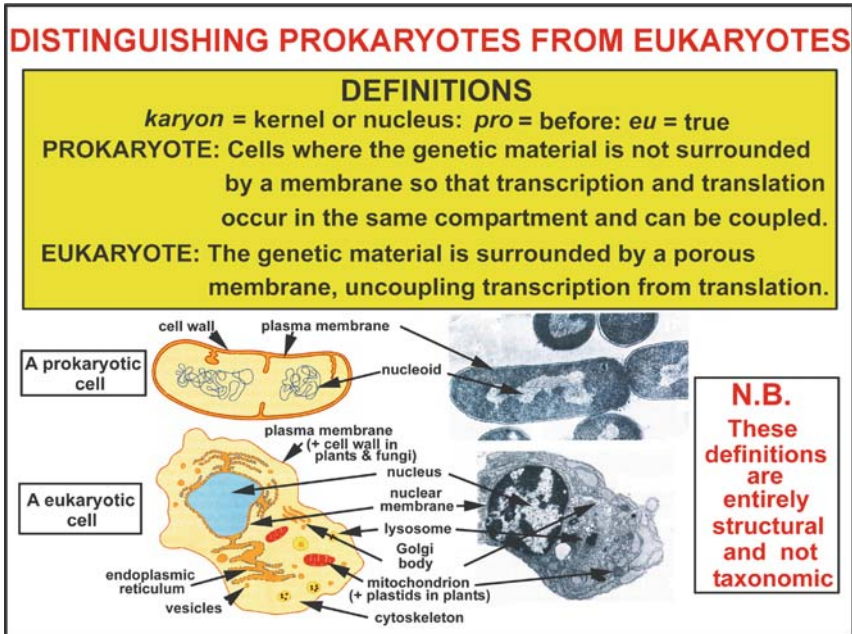 DISTINGUISHING PROKARYOTES FROM EUKARYOTES
DEFINITIONS
karyon = kernel or nucleus: pro = before: eu = true
PROKARYOTE: Cells where the genetic material is not surrounded
by a membrane so that transcription and translation
occur in the same compartment and can be coupled.
EUKARYOTE: The genetic material is surrounded by a porous
membrane, uncoupling transcription from translation.
cell wall
plasma membrane
A prokaryotic
cell
nucleoid
N.B.
These
definitions
are
entirely
structural
and not
taxonomic
plasma membrane
(+ cell wall in
plants & fungi)
nucleus
A eukaryotic
cell
nuclear
membrane
lysosome
Golgi
body
endoplasmic
reticulum
mitochondrion
(+ plastids in plants)
vesicles
cytoskeleton